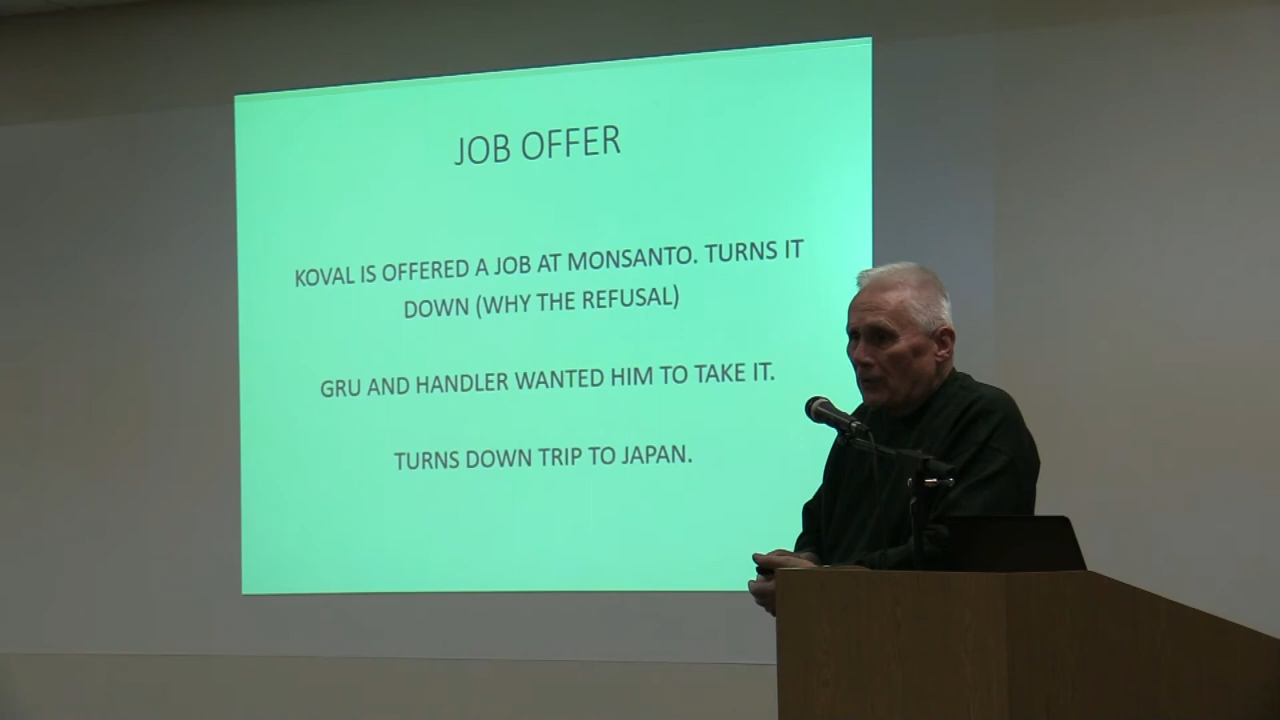 JOB OFFER
KOVAL IS OFFERED A JOB AT MONSANTO. TURNS IT
DOWN (WHY THE REFUSAL)
GRU AND HANDLER WANTED HIM TO TAKE IT.
TURNS DOWN TRIP TO JAPAN.